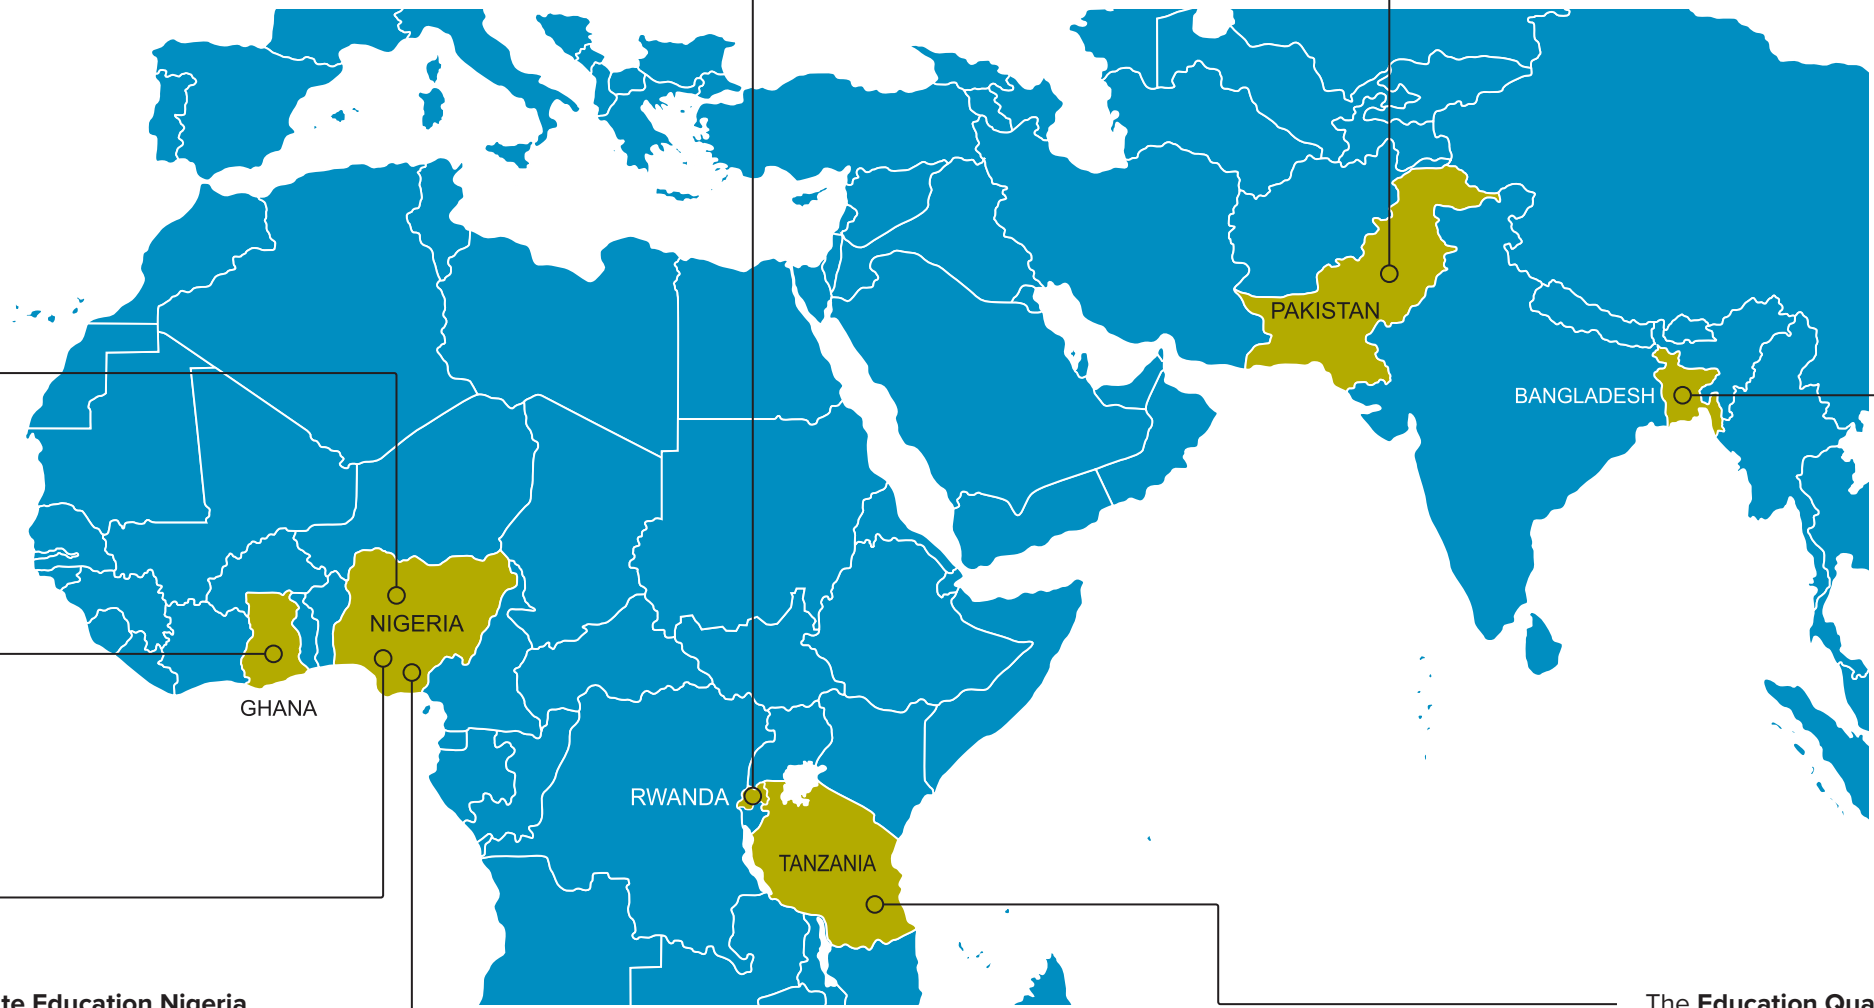 PAKISTAN
BANGLADESH
NIGERIA
GHANA
RWANDA
TANZANIA
Education Nigeria
The Education